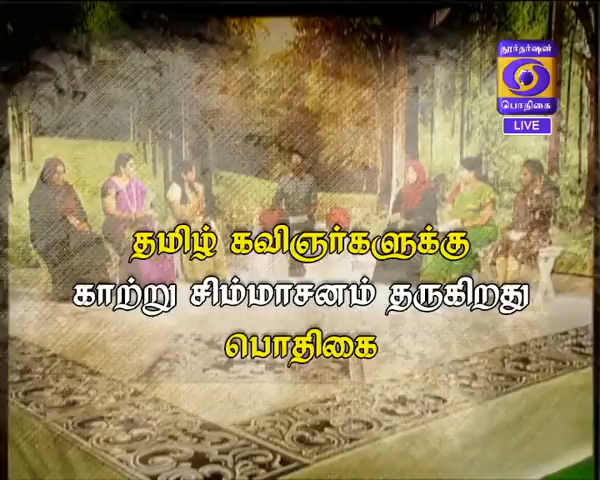 தூர்தர்ஷன்
பொதிகை
LIVE
தமிழ் கவிஞர்களுக்கு
காற்று சிம்மாசனம் தருகிறது
பொதிகை